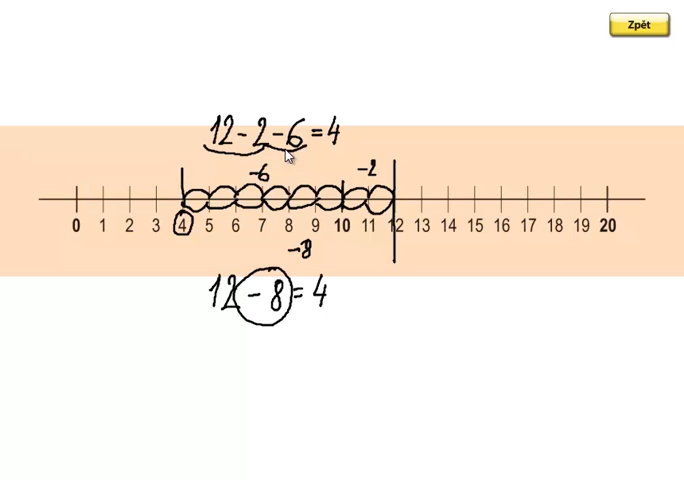 Zpět
12 - 2 - 6 = 4
-6 -2
0 1 2 3 4 5 6 7 8 9 10 11 12 13 14 15 16 17 18 19 20
-8
12 - 8 = 4